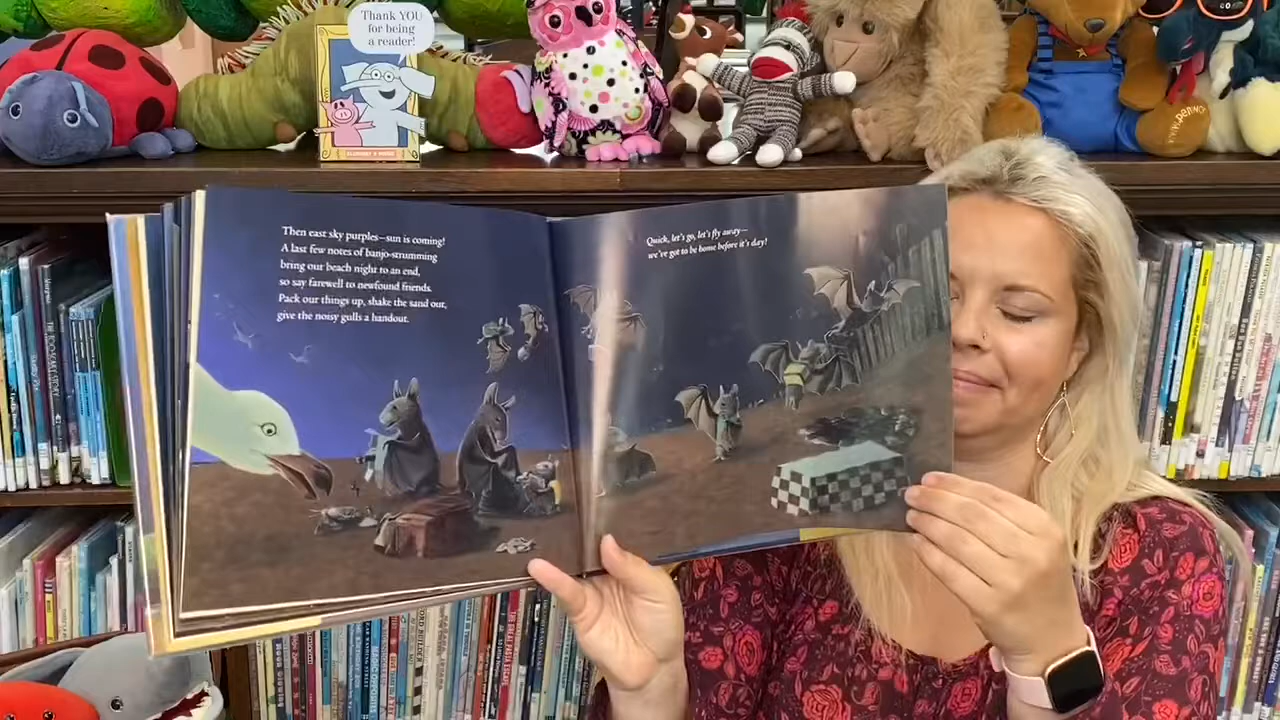 Thank YOU
for being
a reader!
Then east sky purples—sun is coming!
A last few notes of banjo-strumming
bring our beach night to an end,
so say farewell to newfound friends.
Pack our things up, shake the sand out,
give the noisy gulls a handout.
Quick, let's go, let's fly away—
we've got to be home before it's day!